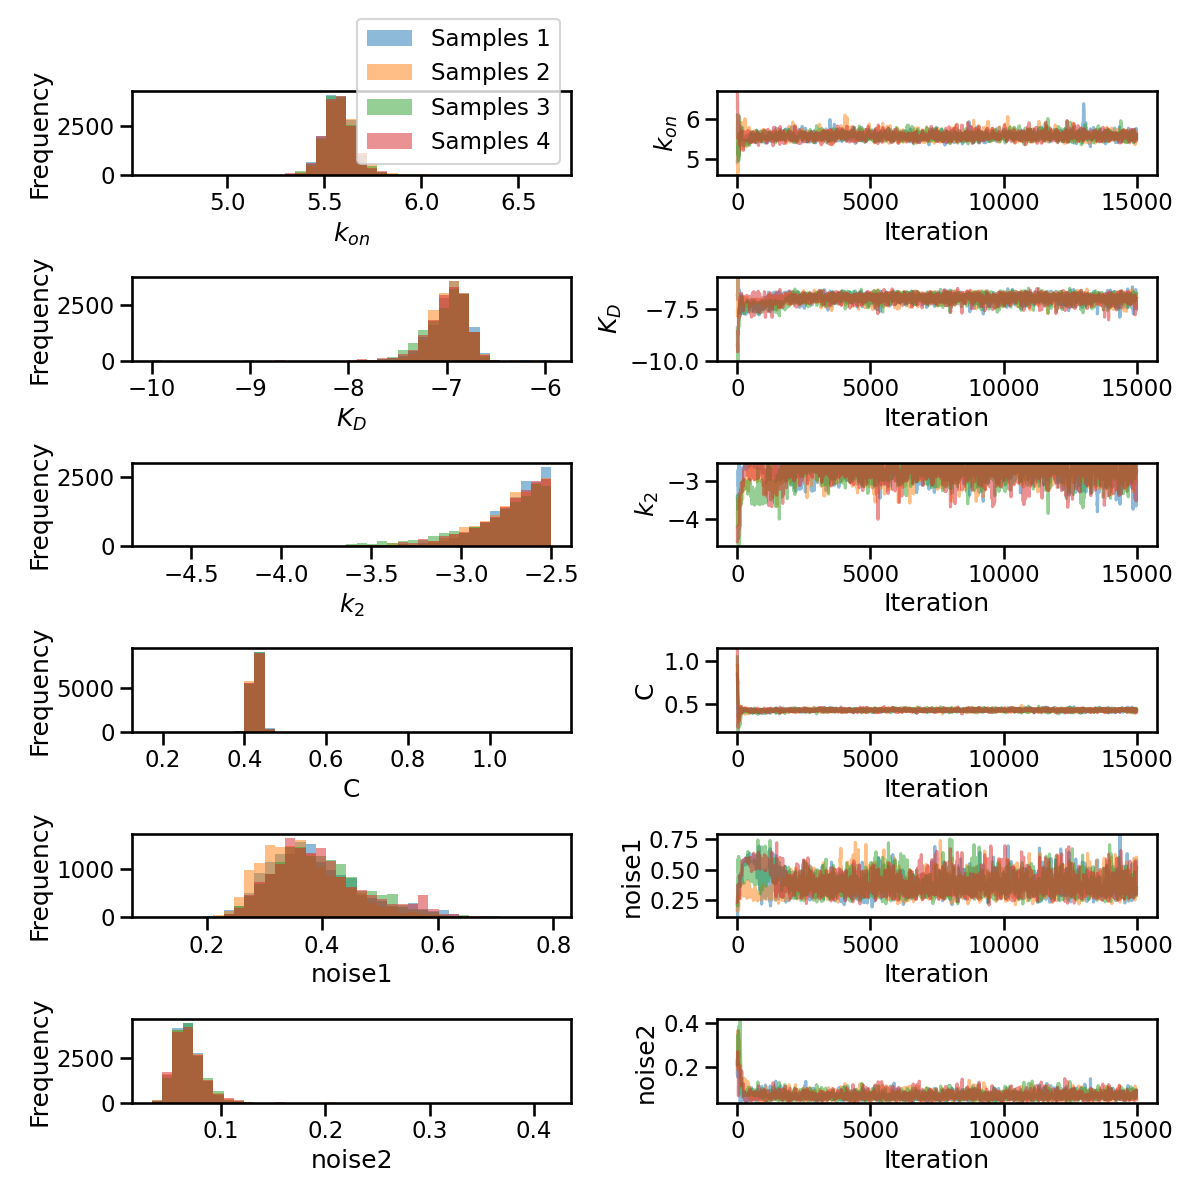 Samples 1
Samples 2
Samples 3
Samples 4
Frequency
2500
0
5.0 5.5 6.0 6.5
k_on
k_on
6
5
0 5000 10000 15000
Iteration
Frequency
2500
0
−10 −9 −8 −7 −6
K_D
K_D
−7.5
−10.0
0 5000 10000 15000
Iteration
Frequency
2500
0
−4.5 −4.0 −3.5 −3.0 −2.5
k_2
k_2
−3
−4
0 5000 10000 15000
Iteration
Frequency
5000
0
0.2 0.4 0.6 0.8 1.0
C
C
1.0
0.5
0 5000 10000 15000
Iteration
Frequency
1000
0
0.2 0.4 0.6 0.8
noise1
noise1
0.75
0.50
0.25
0 5000 10000 15000
Iteration
Frequency
2500
0
0.1 0.2 0.3 0.4
noise2
noise2
0.4
0.2
0 5000 10000 15000
Iteration